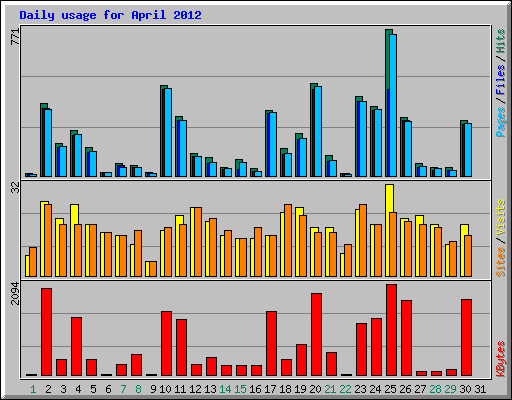 Daily usage for April 2012
771
Pages / Files / Hits
32
Sites / Visits
2094
KBytes
1 2 3 4 5 6 7 8 9 10 11 12 13 14 15 16 17 18 19 20 21 22 23 24 25 26 27 28 29 30 31